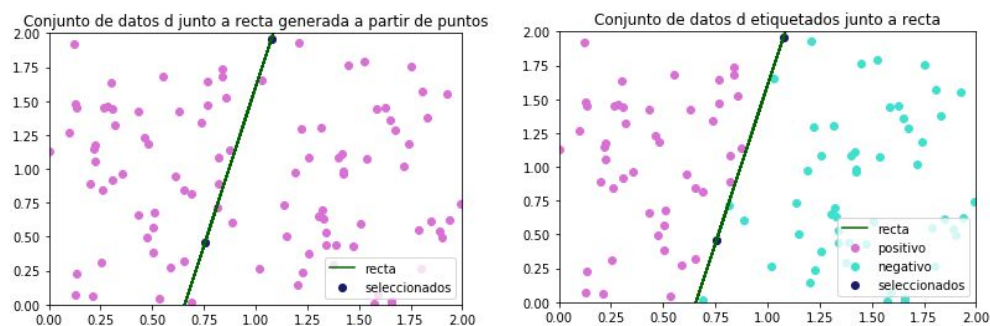 Conjunto de datos d junto a recta generada a partir de puntos
2.00
1.75
1.50
1.25
1.00
0.75
0.50
0.25
0.00
0.00 0.25 0.50 0.75 1.00 1.25 1.50 1.75 2.00
recta
seleccionados
Conjunto de datos d etiquetados junto a recta
2.00
1.75
1.50
1.25
1.00
0.75
0.50
0.25
0.00
0.00 0.25 0.50 0.75 1.00 1.25 1.50 1.75 2.00
recta
positivo
negativo
seleccionados